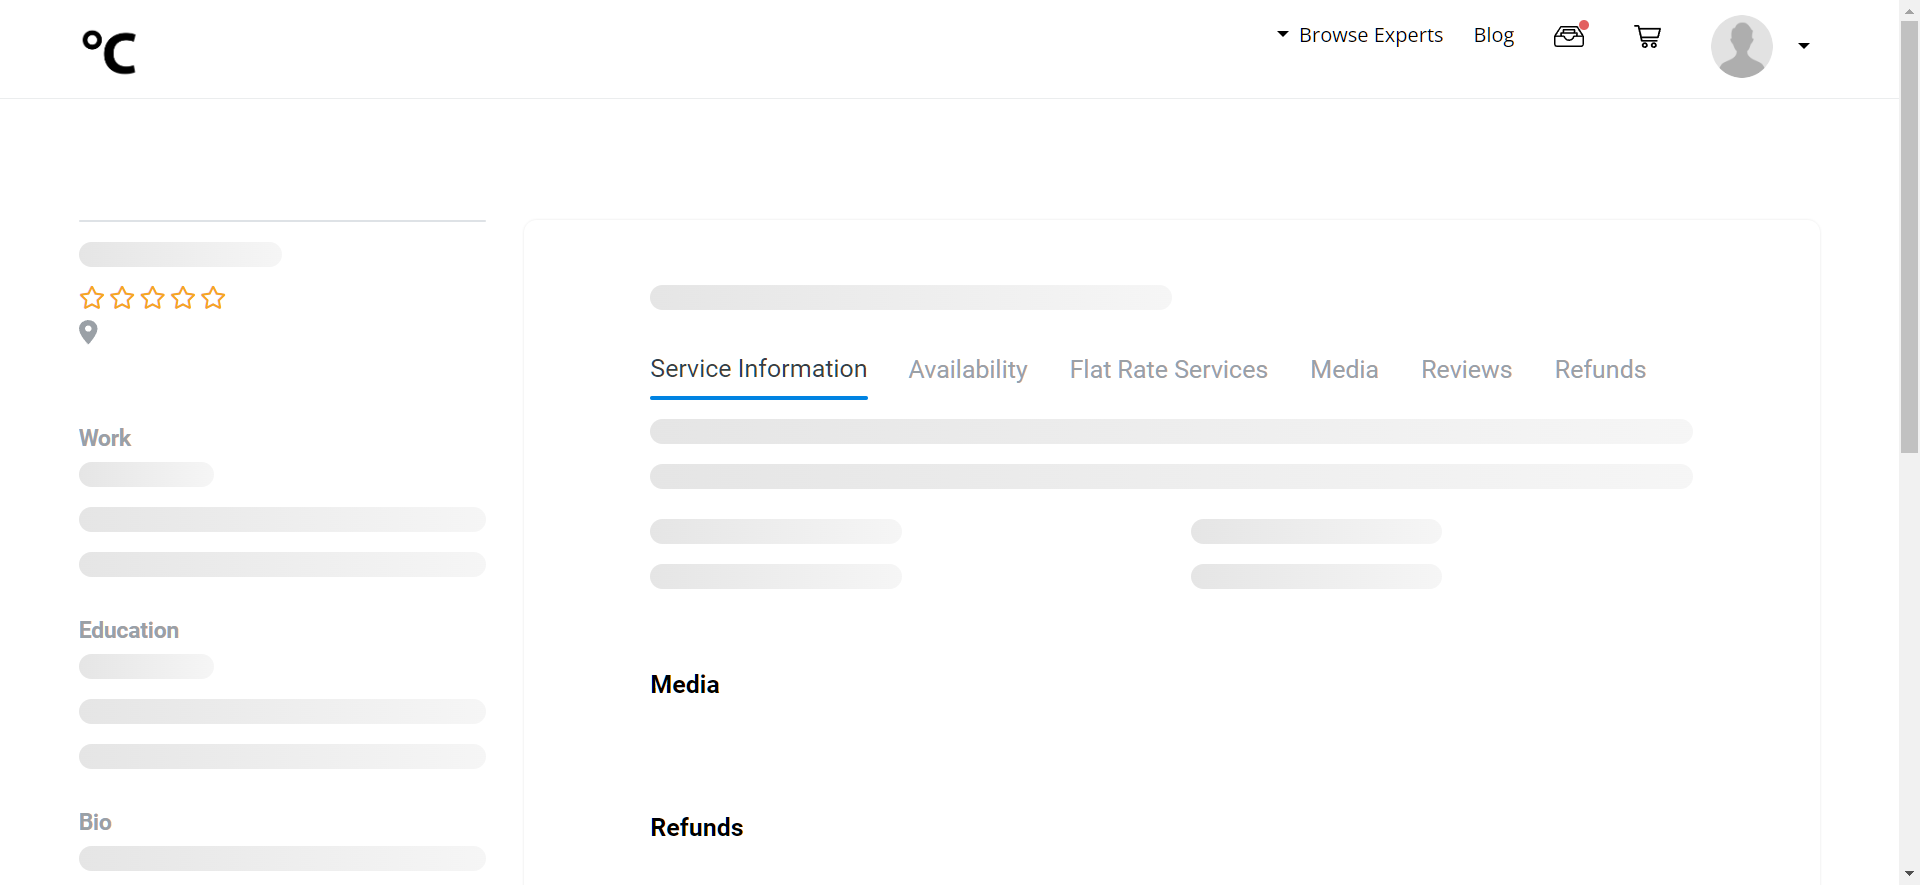 °C
Browse Experts
Blog
Service Information
Availability
Flat Rate Services
Media
Reviews
Refunds
Work
Education
Bio
Media
Refunds